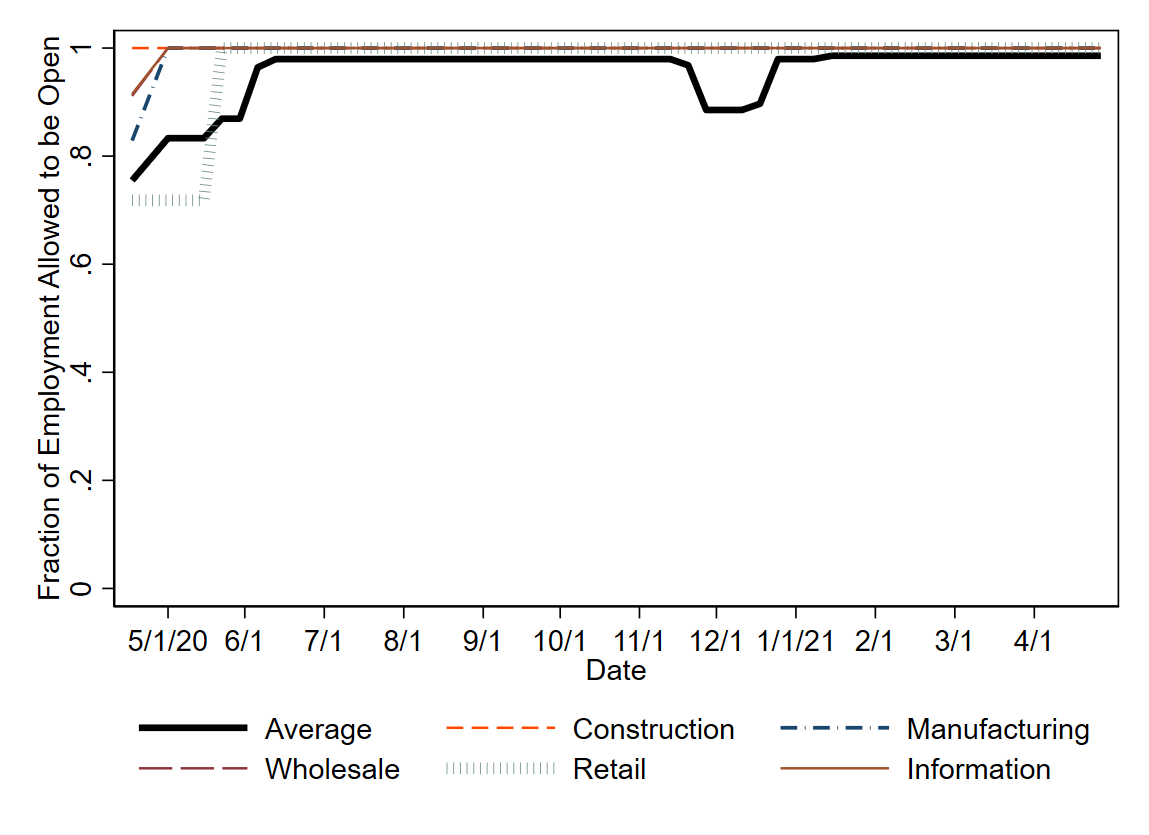 Fraction of Employment Allowed to be Open
1
.8
.6
.4
.2
0
5/1/20 6/1 7/1 8/1 9/1 10/1 11/1 12/1 1/1/21 2/1 3/1 4/1
Date
Average Construction Manufacturing
Wholesale Retail Information